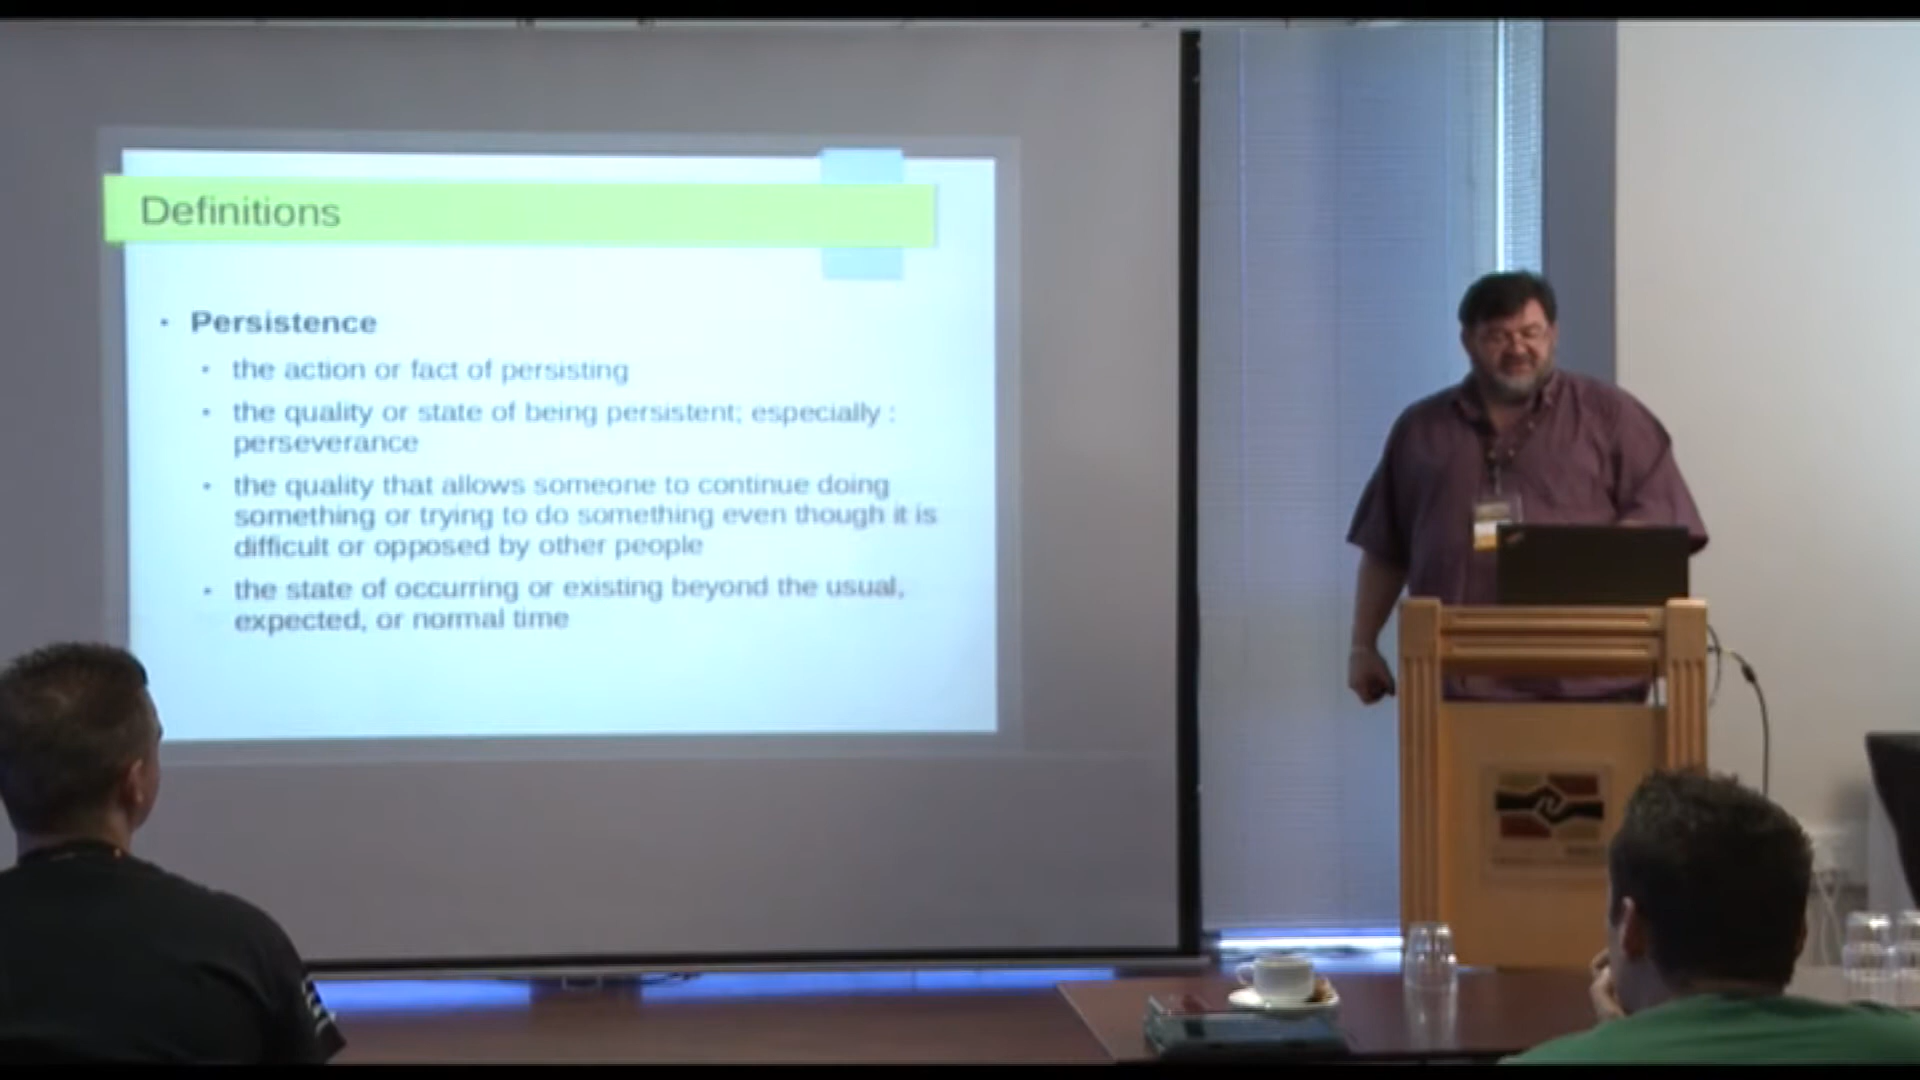 Definitions
• Persistence
• the action or fact of persisting
• the quality or state of being persistent; especially :
perseverance
• the quality that allows someone to continue doing
something or trying to do something even though it is
difficult or opposed by other people
• the state of occurring or existing beyond the usual,
expected, or normal time